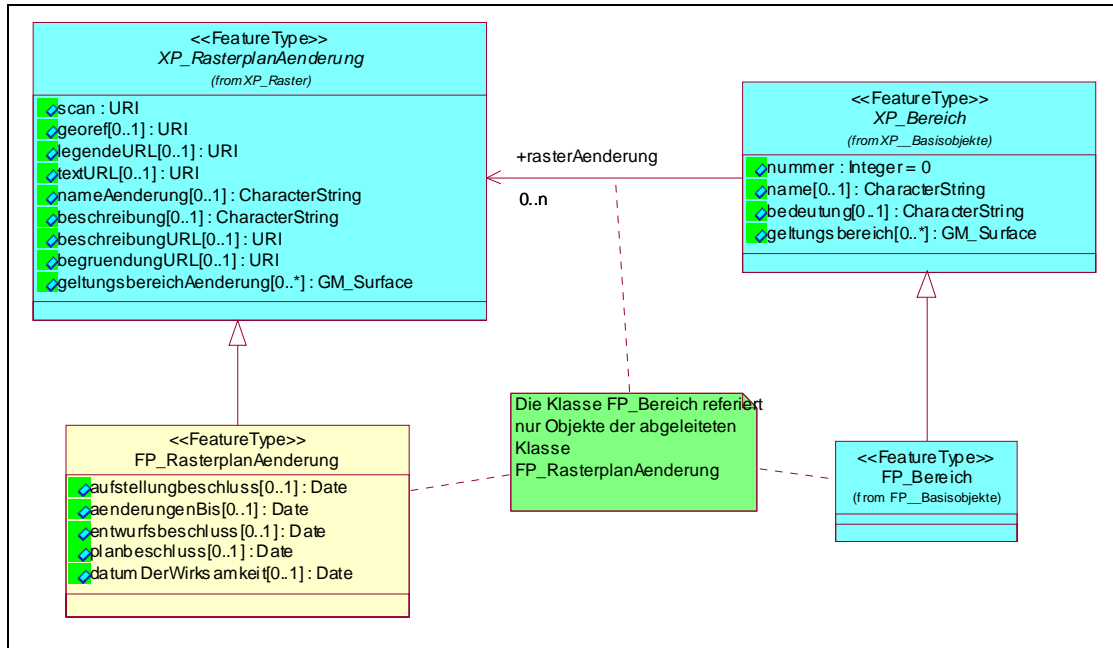 <<FeatureType>>
XP_RasterplanAenderung
(from XP_Raster)
scan : URI
georef[0..1] : URI
legendeURL[0..1] : URI
textURL[0..1] : URI
nameAenderung[0..1] : CharacterString
beschreibung[0..1] : CharacterString
beschreibungURL[0..1] : URI
begruendungURL[0..1] : URI
geltungsbereichAenderung[0..*] : GM_Surface
+rasterAenderung
0..n
<<FeatureType>>
XP_Bereich
(from XP__Basisobjekte)
nummer : Integer = 0
name[0..1] : CharacterString
bedeutung[0..1] : CharacterString
geltungsbereich[0..*] : GM_Surface
<<FeatureType>>
FP_RasterplanAenderung
aufstellungbeschluss[0..1] : Date
aenderungenBis[0..1] : Date
entwurfsbeschluss[0..1] : Date
planbeschluss[0..1] : Date
datumDerWirksamkeit[0..1] : Date
Die Klasse FP_Bereich referiert
nur Objekte der abgeleiteten
Klasse
FP_RasterplanAenderung
<<FeatureType>>
FP_Bereich
(from FP__Basisobjekte)